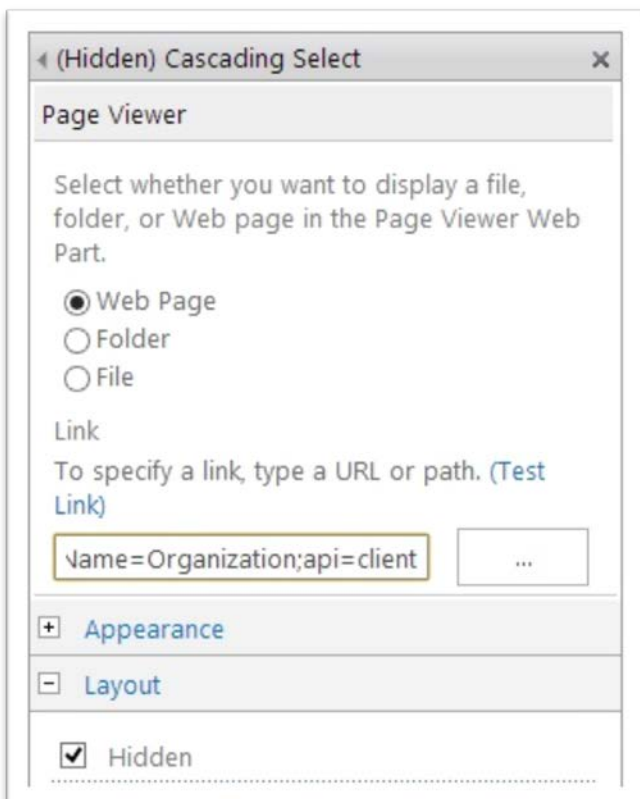 (Hidden) Cascading Select
Page Viewer
Select whether you want to display a file,
folder, or Web page in the Page Viewer Web
Part.
Web Page
Folder
File
Link
To specify a link, type a URL or path. (Test
Link)
Name=Organization;api=client
...
Appearance
Layout
Hidden